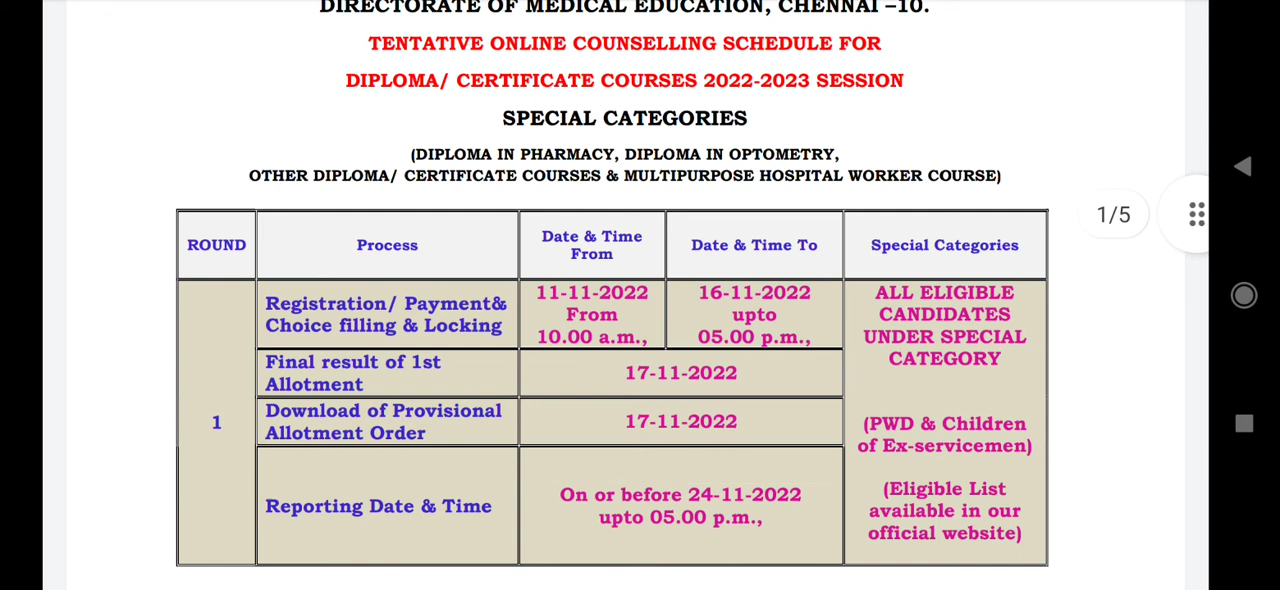 DIRECTORATE OF MEDICAL EDUCATION, CHENNAI –10.
TENTATIVE ONLINE COUNSELLING SCHEDULE FOR
DIPLOMA/ CERTIFICATE COURSES 2022-2023 SESSION
SPECIAL CATEGORIES
(DIPLOMA IN PHARMACY, DIPLOMA IN OPTOMETRY,
OTHER DIPLOMA/ CERTIFICATE COURSES & MULTIPURPOSE HOSPITAL WORKER COURSE)
1/5
ROUND
Process
Date & Time
From
Date & Time To
Special Categories
1
Registration/ Payment&
Choice filling & Locking
11-11-2022
From
10.00 a.m.,
16-11-2022
upto
05.00 p.m.,
ALL ELIGIBLE
CANDIDATES
UNDER SPECIAL
CATEGORY
(PWD & Children
of Ex-servicemen)
(Eligible List
available in our
official website)
Final result of 1st
Allotment
17-11-2022
Download of Provisional
Allotment Order
17-11-2022
Reporting Date & Time
On or before 24-11-2022
upto 05.00 p.m.,